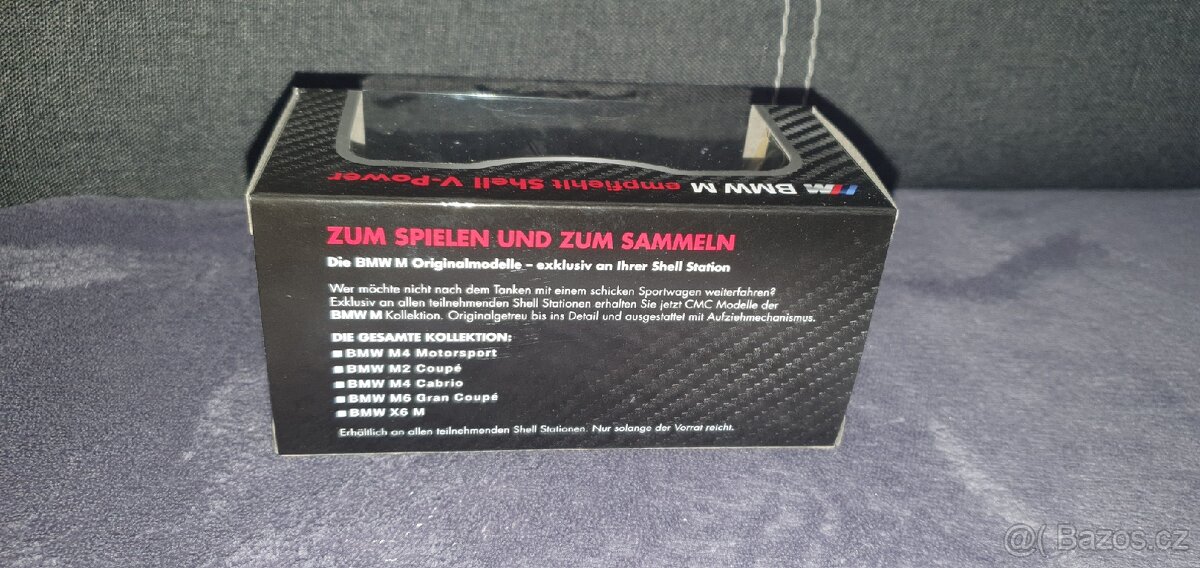 BMW M empfiehlt Shell V-Power
ZUM SPIELEN UND ZUM SAMMELN
Die BMW M Originalmodelle – exklusiv an Ihrer Shell Station
Wer möchte nicht nach dem Tanken mit einem schicken Sportwagen weiterfahren?
Exklusiv an allen teilnehmenden Shell Stationen erhalten Sie jetzt CMC Modelle der
BMW M Kollektion. Originalgetreu bis ins Detail und ausgestattet mit Aufziehmechanismus.
DIE GESAMTE KOLLEKTION:
BMW M4 Motorsport
BMW M2 Coupé
BMW M4 Cabrio
BMW M6 Gran Coupé
BMW X6 M
Erhältlich an allen teilnehmenden Shell Stationen. Nur solange der Vorrat reicht.
@( Bazos.cz